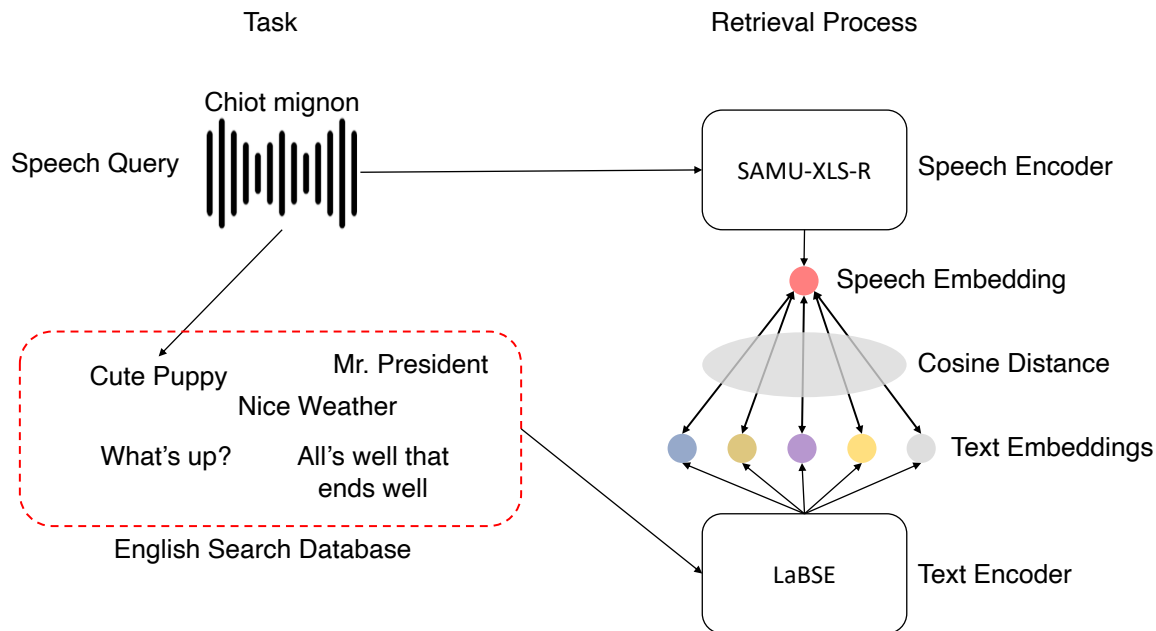 Task
Retrieval Process
Chiot mignon
Speech Query
SAMU-XLS-R
Speech Encoder
Speech Embedding
Cosine Distance
Text Embeddings
Cute Puppy
Mr. President
Nice Weather
What's up?
All's well that
ends well
English Search Database
LaBSE
Text Encoder